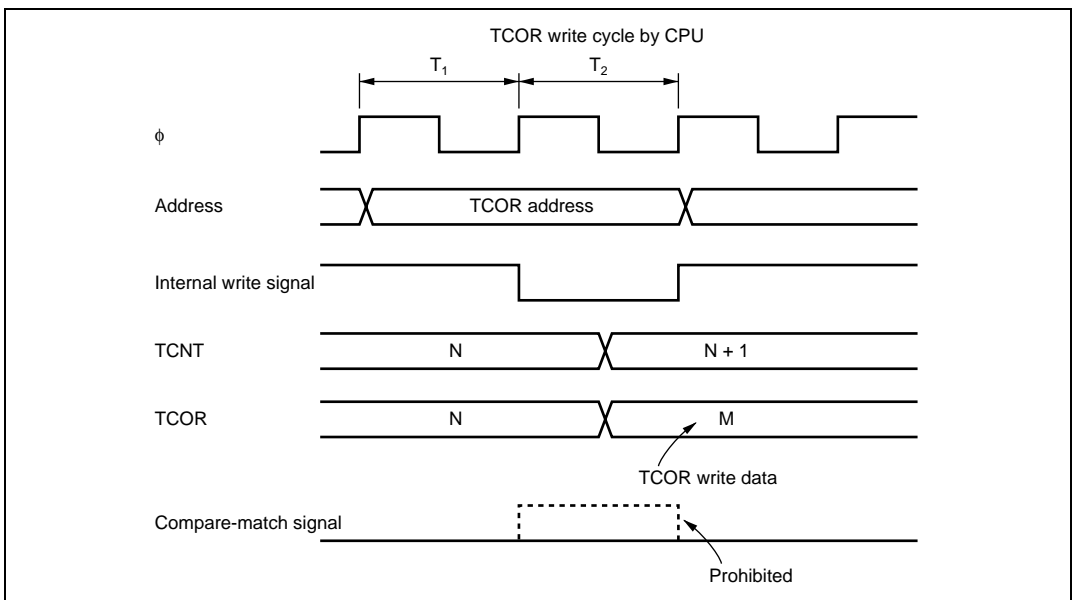 TCOR write cycle by CPU
T1 T2
ϕ
Address TCOR address
Internal write signal
TCNT N N + 1
TCOR N M
TCOR write data
Compare-match signal
Prohibited